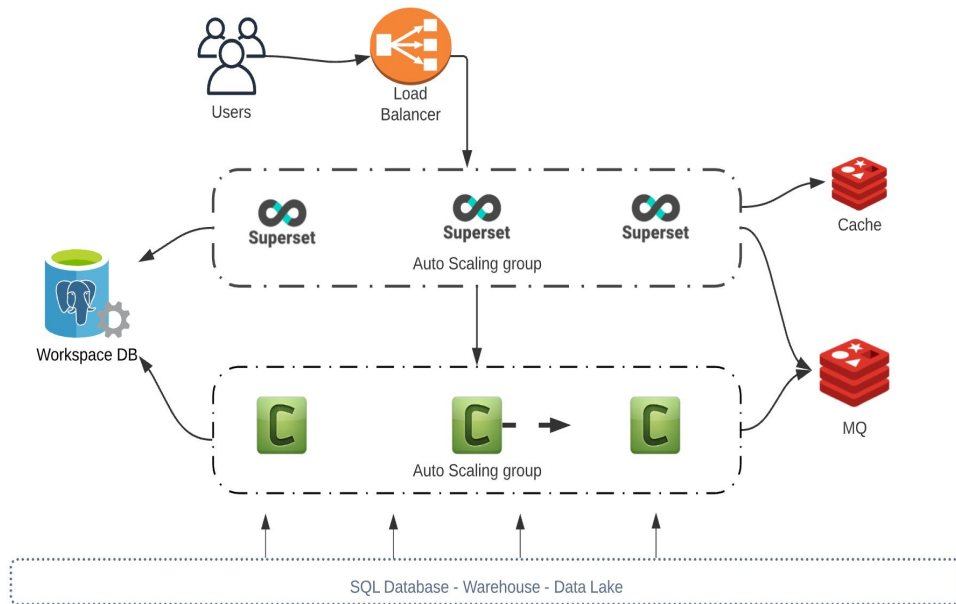 Users
Load
Balancer
Superset
Superset
Superset
Auto Scaling group
Cache
Workspace DB
C
C
C
Auto Scaling group
MQ
SQL Database - Warehouse - Data Lake